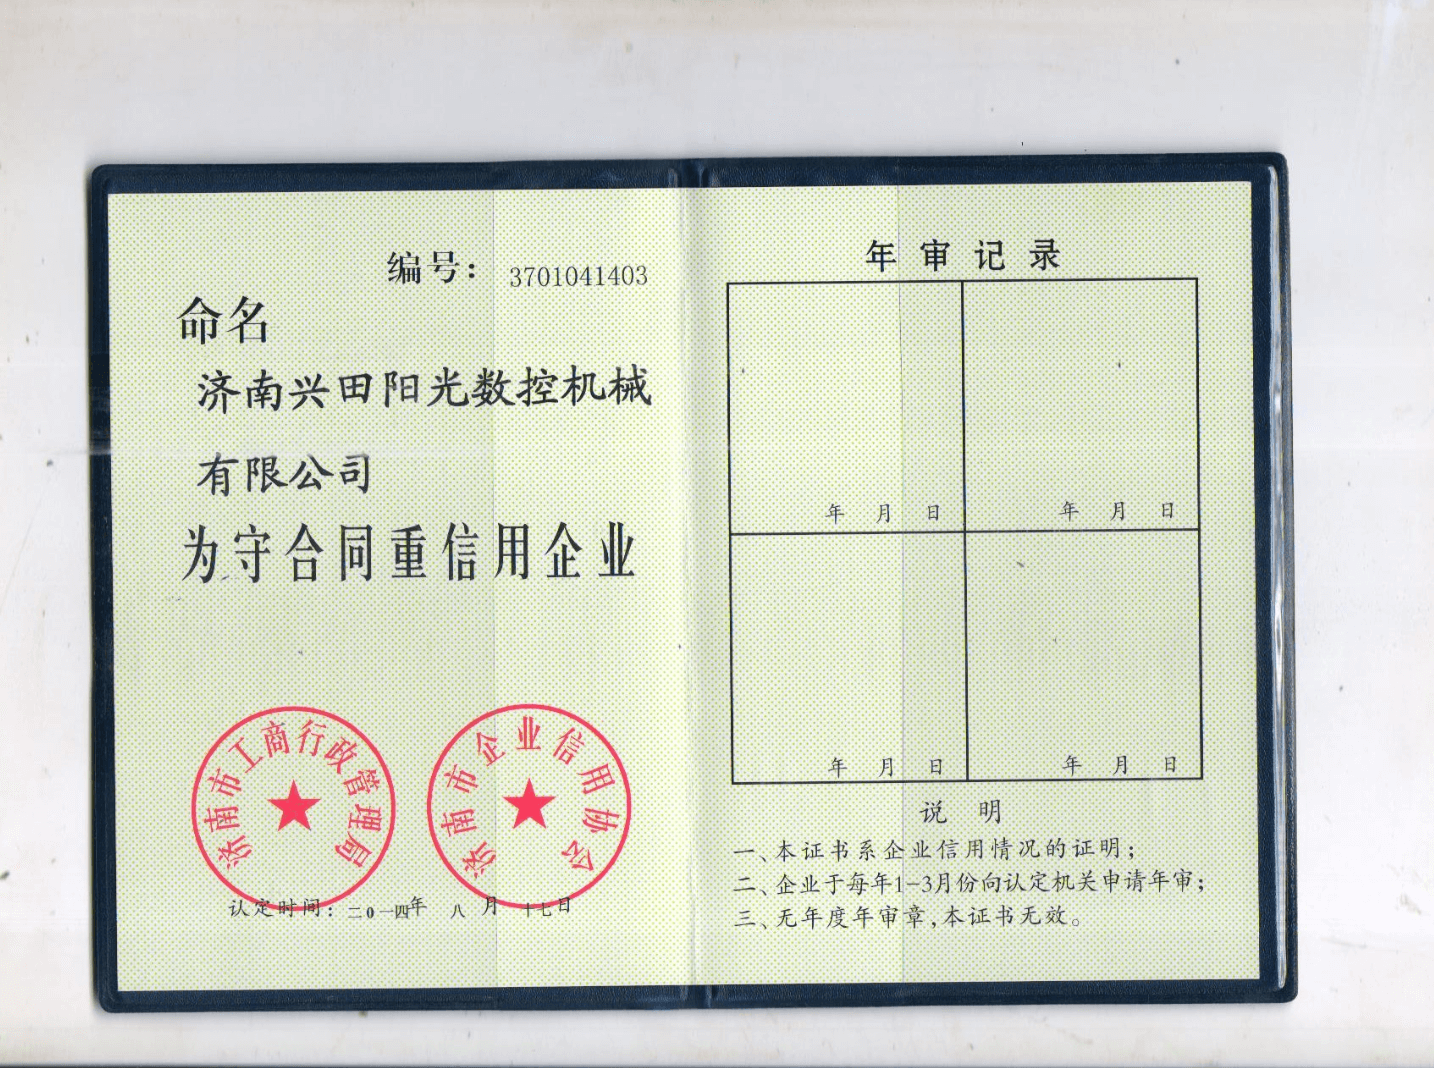 编号：3701041403
命名
济南兴田阳光数控机械
有限公司
为守合同重信用企业
济南市工商行政管理局
济南市企业信用协会
认定时间：二0一四年 八 月 十七日
年审记录
年 月 日
年 月 日
年 月 日
年 月 日
说 明
一、本证书系企业信用情况的证明；
二、企业于每年1-3月份向认定机关申请年审；
三、无年度年审章，本证书无效。